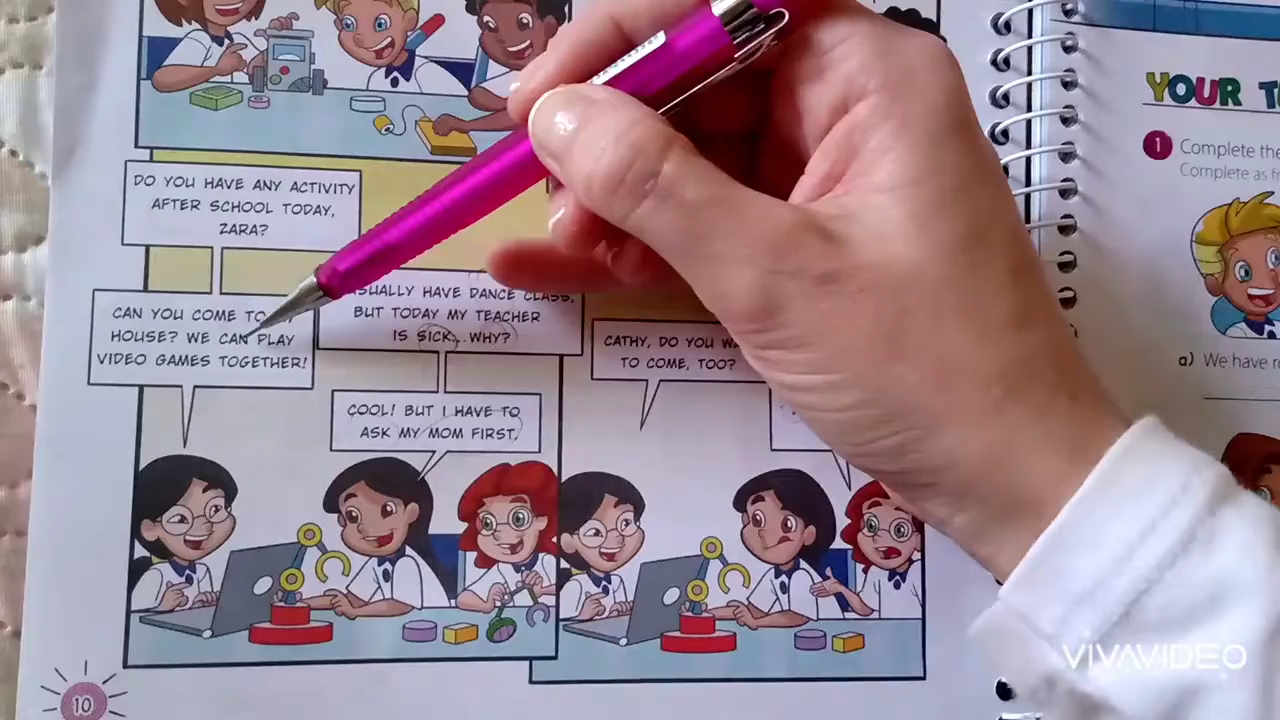 DO YOU HAVE ANY ACTIVITY
AFTER SCHOOL TODAY,
ZARA?
CAN YOU COME TO
HOUSE? WE CAN PLAY
VIDEO GAMES TOGETHER!
HAVE DANCE CLASS,
BUT TODAY MY TEACHER
IS SICK. WHY?
COOL! BUT I HAVE TO
ASK MY MOM FIRST.
CATHY, DO YOU
TO COME, TOO?
10
YOUR
1 Complete the
Complete as
a) We have
VIVAVIDEO